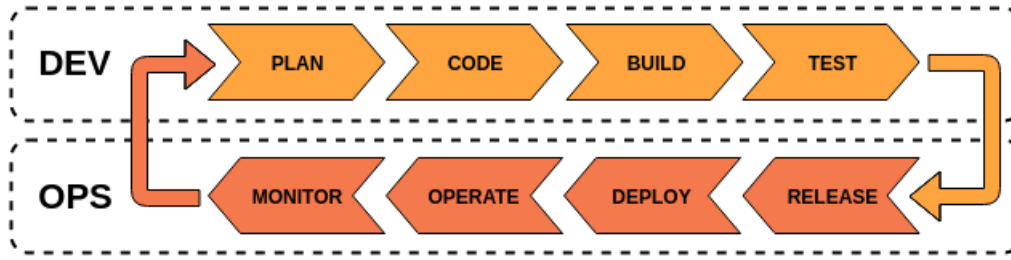 DEV
PLAN
CODE
BUILD
TEST
OPS
MONITOR
OPERATE
DEPLOY
RELEASE